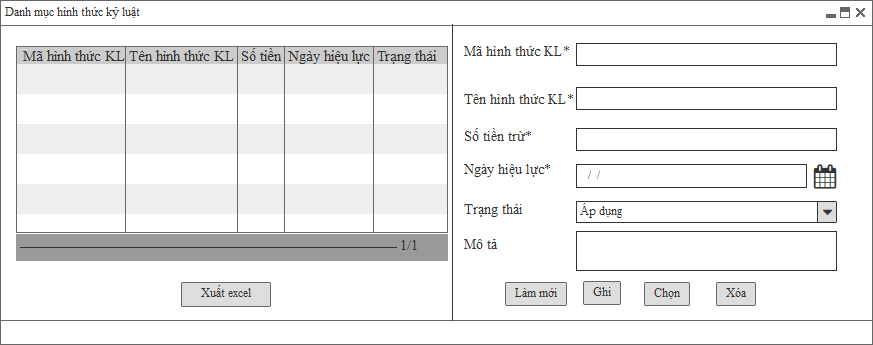 Danh mục hình thức kỷ luật
Mã hình thức KL Tên hình thức KL Số tiền Ngày hiệu lực Trạng thái
1/1
Xuất excel
Mã hình thức KL *
Tên hình thức KL *
Số tiền trừ*
Ngày hiệu lực*
/ /
Trạng thái
Áp dụng
Mô tả
Làm mới Ghi Chọn Xóa